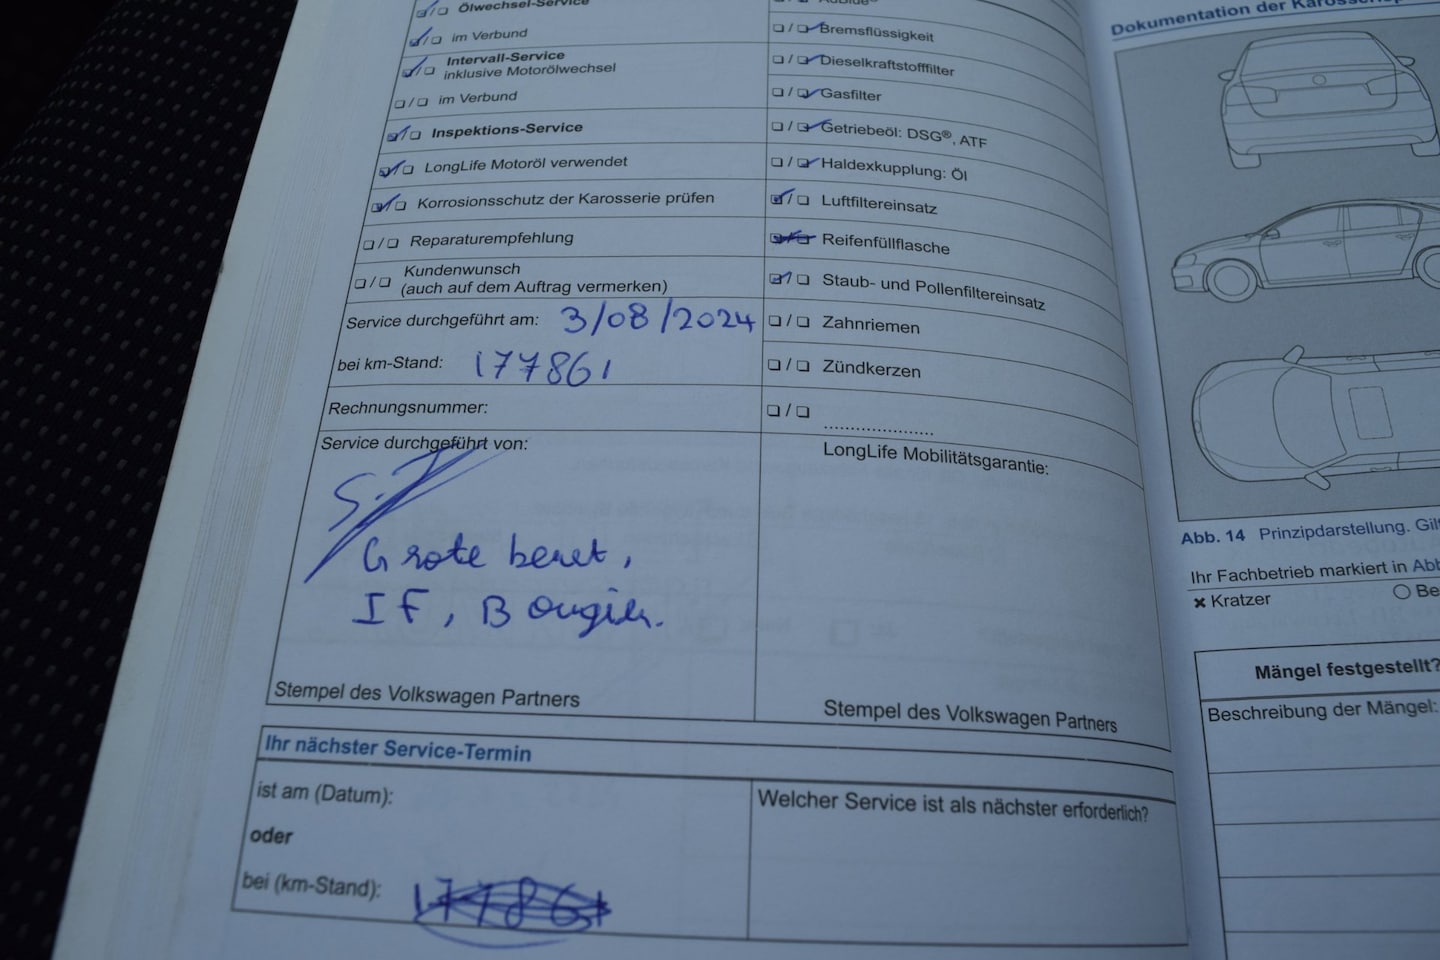 Ölwechsel-Service
im Verbund
Intervall-Service
inklusive Motorölwechsel
im Verbund
Inspektions-Service
LongLife Motoröl verwendet
Korrosionsschutz der Karosserie prüfen
Reparaturempfehlung
Kundenwunsch
(auch auf dem Auftrag vermerken)
Service durchgeführt am: 3/08/2024
bei km-Stand: 177861
Rechnungsnummer:
Service durchgeführt von:
Grote beurt,
IF, Bougies.
Stempel des Volkswagen Partners
AdBlue®
Bremsflüssigkeit
Dieselkraftstofffilter
Gasfilter
Getriebeöl: DSG®, ATF
Haldexkupplung: Öl
Luftfiltereinsatz
Reifenfüllflasche
Staub- und Pollenfiltereinsatz
Zahnriemen
Zündkerzen
LongLife Mobilitätsgarantie:
Stempel des Volkswagen Partners
Ihr nächster Service-Termin
ist am (Datum):
oder
bei (km-Stand): 177861
Welcher Service ist als nächster erforderlich?
Dokumentation der
Abb. 14 Prinzipdarstellung.
Ihr Fachbetrieb markiert in
Kratzer
Mängel festgestellt?
Beschreibung der Mängel: